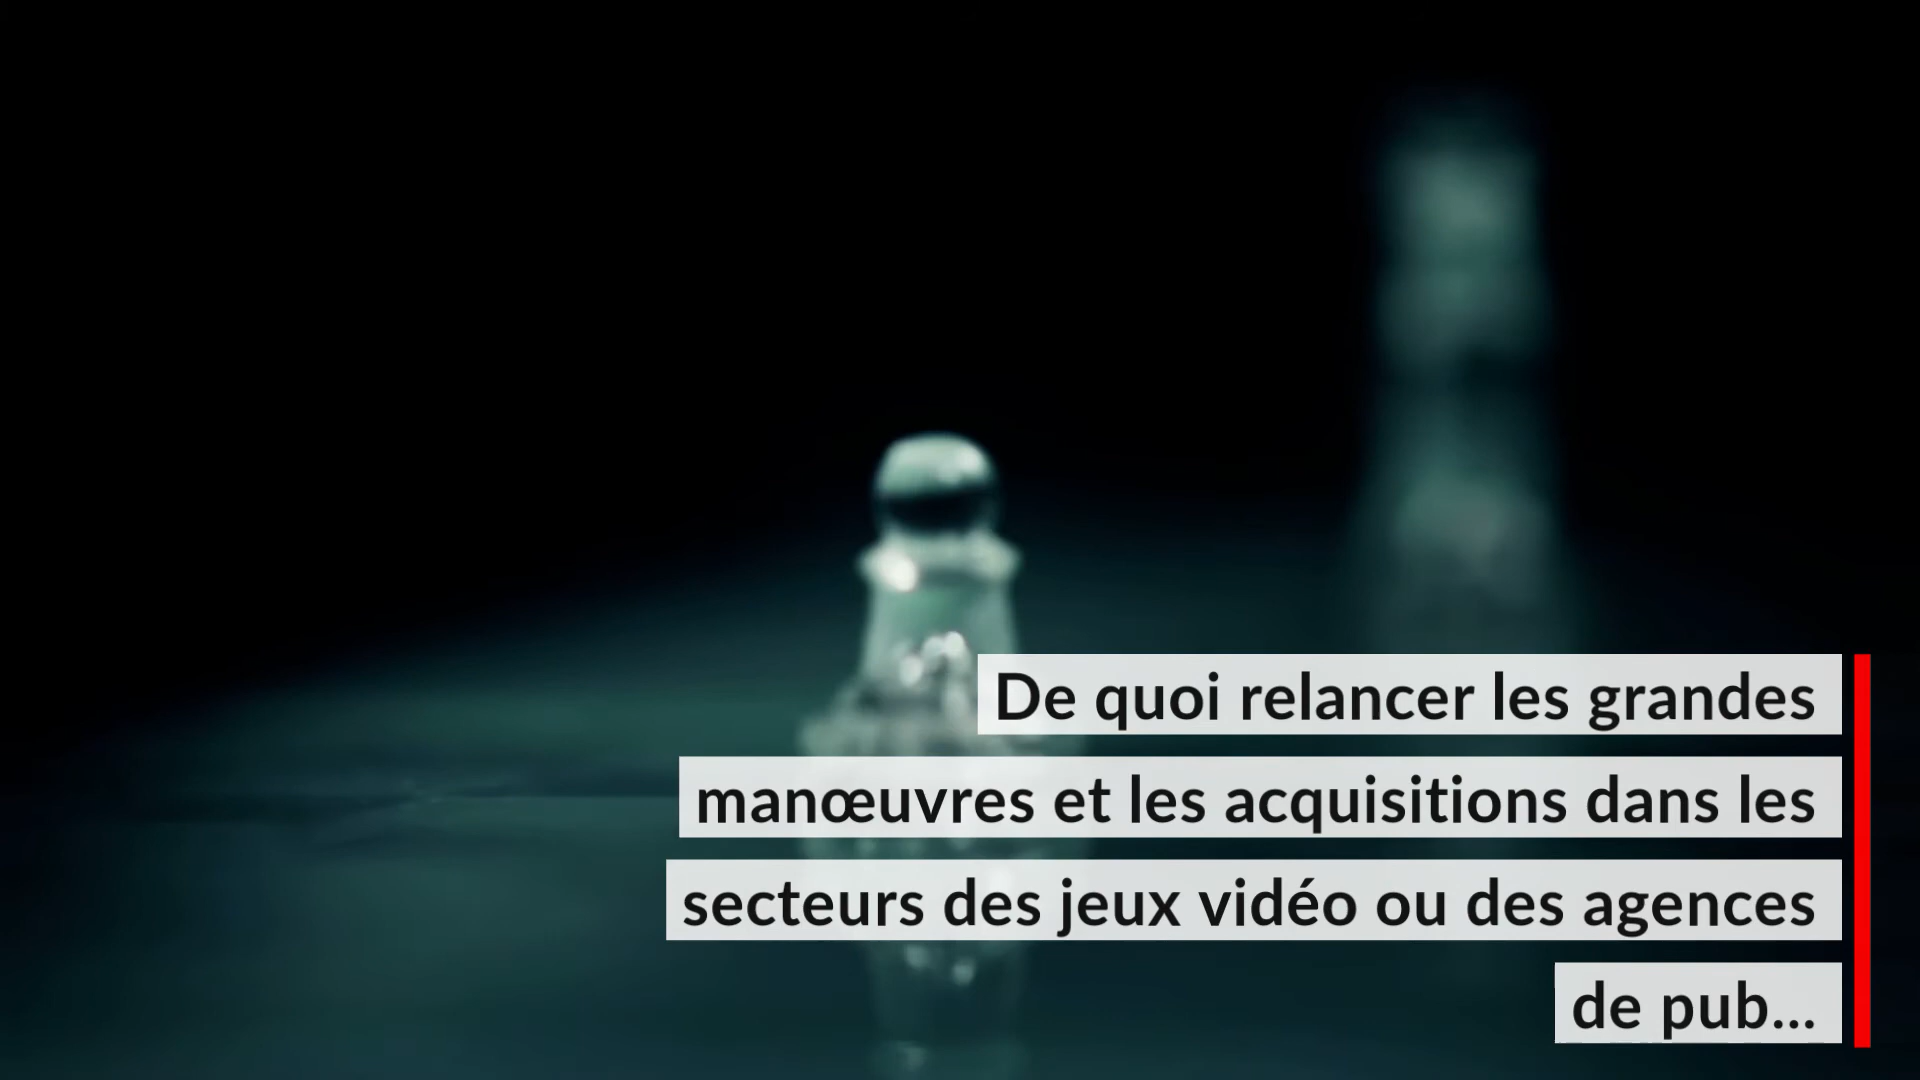 De quoi relancer les grandes
manœuvres et les acquisitions dans les
secteurs des jeux vidéo ou des agences
de pub...